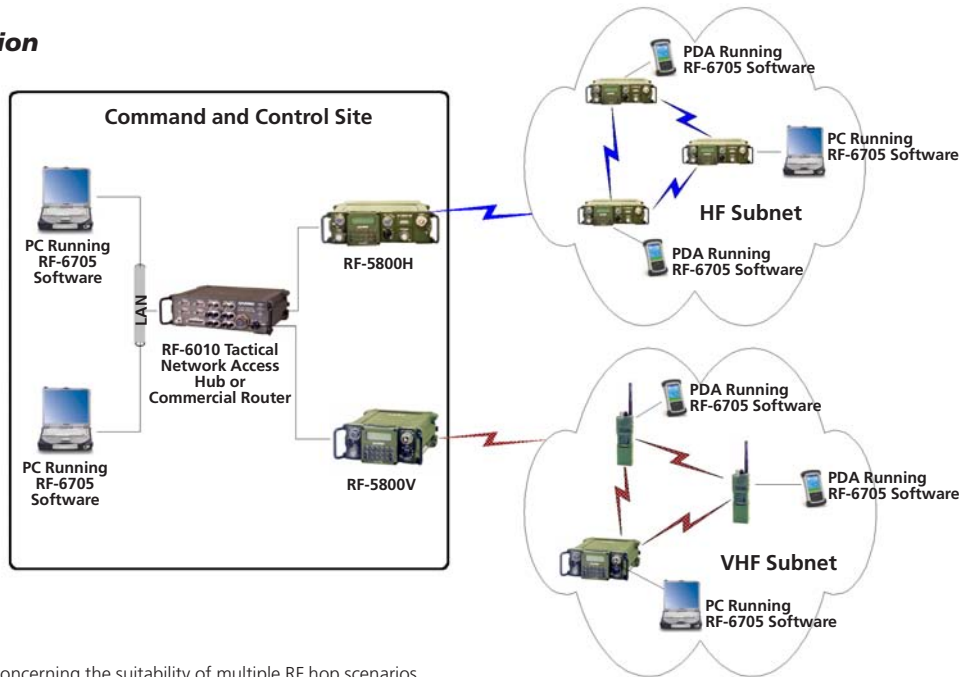 ion
Command and Control Site
PC Running
RF-6705
Software
LAN
RF-6010 Tactical
Network Access
Hub or
Commercial Router
PC Running
RF-6705
Software
RF-5800H
RF-5800V
PDA Running
RF-6705 Software
PC Running
RF-6705 Software
HF Subnet
PDA Running
RF-6705 Software
PDA Running
RF-6705 Software
PDA Running
RF-6705 Software
VHF Subnet
PC Running
RF-6705 Software
oncerning the suitability of multiple RF hop scenarios